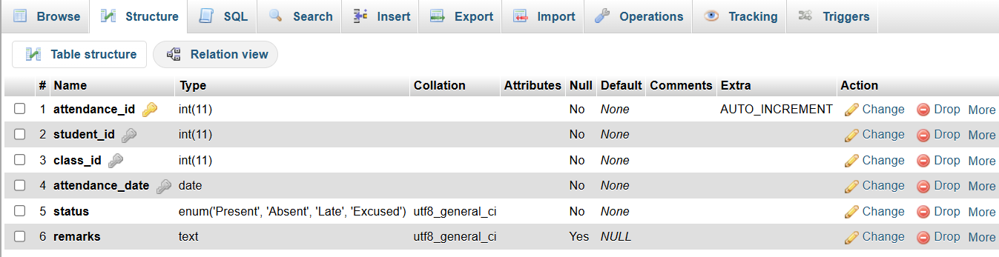 Browse Structure SQL Search Insert Export Import Operations Tracking Triggers
Table structure Relation view
# Name Type Collation Attributes Null Default Comments Extra Action
1 attendance_id int(11) No None AUTO_INCREMENT Change Drop More
2 student_id int(11) No None Change Drop More
3 class_id int(11) No None Change Drop More
4 attendance_date date No None Change Drop More
5 status enum('Present', 'Absent', 'Late', 'Excused') utf8_general_ci No None Change Drop More
6 remarks text utf8_general_ci Yes NULL Change Drop More